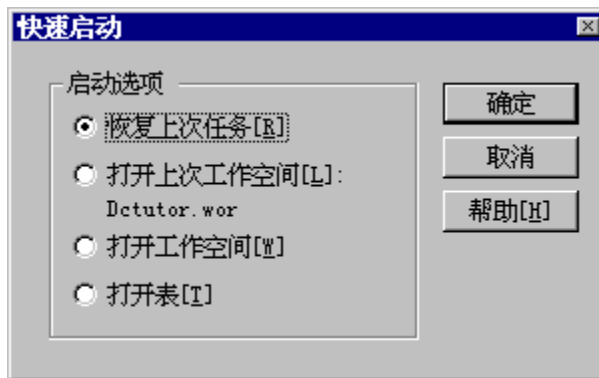 快速启动
启动选项
恢复上次任务[R]
打开上次工作空间[L]:
Dctutor.wor
打开工作空间[W]
打开表[T]
确定
取消
帮助[H]